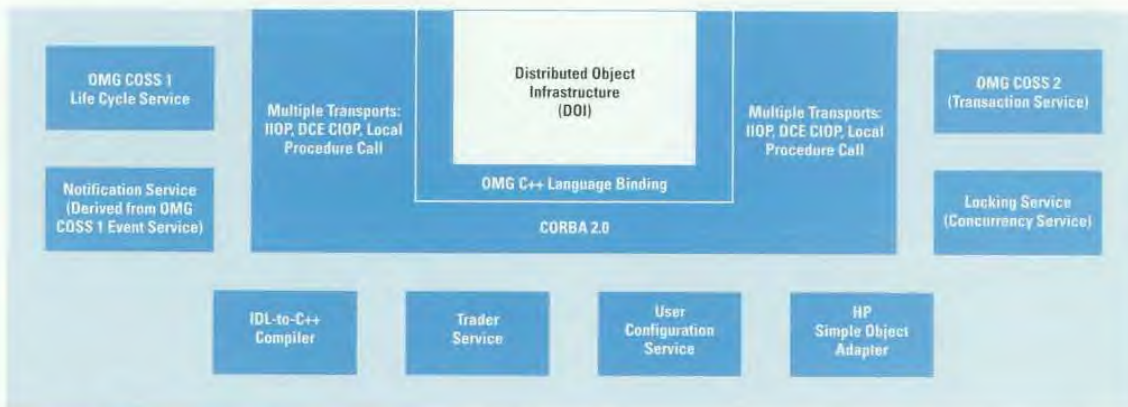 OMG COSS 1
Life Cycle Service
Notification Service
(Derived from OMG
COSS 1 Event Service)
Multiple Transports:
IIOP, DCE CIOP, Local
Procedure Call
Distributed Object
Infrastructure
(DOI)
OMG C++ Language Binding
CORBA 2.0
Multiple Transports:
IIOP, DCE CIOP, Local
Procedure Call
OMG COSS 2
(Transaction Service)
Locking Service
(Concurrency Service)
IDL-to-C++
Compiler
Trader
Service
User
Configuration
Service
HP
Simple Object
Adapter